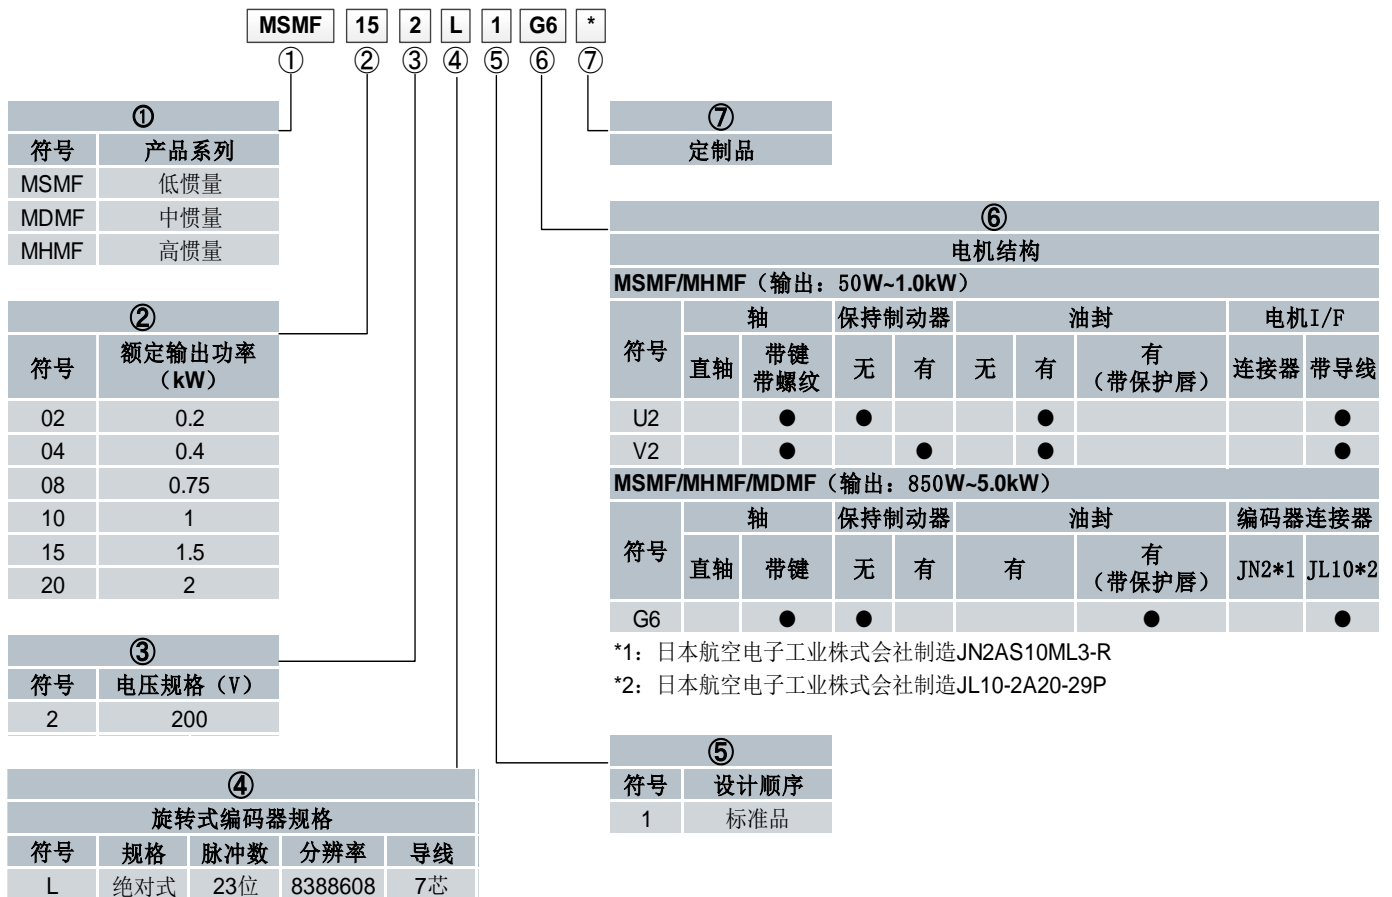 MSMF 15 2 L 1 G6 *
① ② ③ ④ ⑤ ⑥ ⑦
①
符号 产品系列
MSMF 低惯量
MDMF 中惯量
MHMF 高惯量
②
符号 额定输出功率（kW）
02 0.2
04 0.4
08 0.75
10 1
15 1.5
20 2
③
符号 电压规格（V）
2 200
④
旋转式编码器规格
符号 规格 脉冲数 分辨率 导线
L 绝对式 23位 8388608 7芯
⑦
定制品
⑥
电机结构
MSMF/MHMF（输出：50W~1.0kW）
符号 轴 保持制动器 油封 电机I/F
直轴 带键带螺纹 无 有 无 有 有（带保护唇） 连接器 带导线
U2 ● ● ● ●
V2 ● ● ● ●
MSMF/MHMF/MDMF（输出：850W~5.0kW）
符号 轴 保持制动器 油封 编码器连接器
直轴 带键 无 有 有 有（带保护唇） JN2*1 JL10*2
G6 ● ● ● ●
*1：日本航空电子工业株式会社制造JN2AS10ML3-R
*2：日本航空电子工业株式会社制造JL10-2A20-29P
⑤
符号 设计顺序
1 标准品